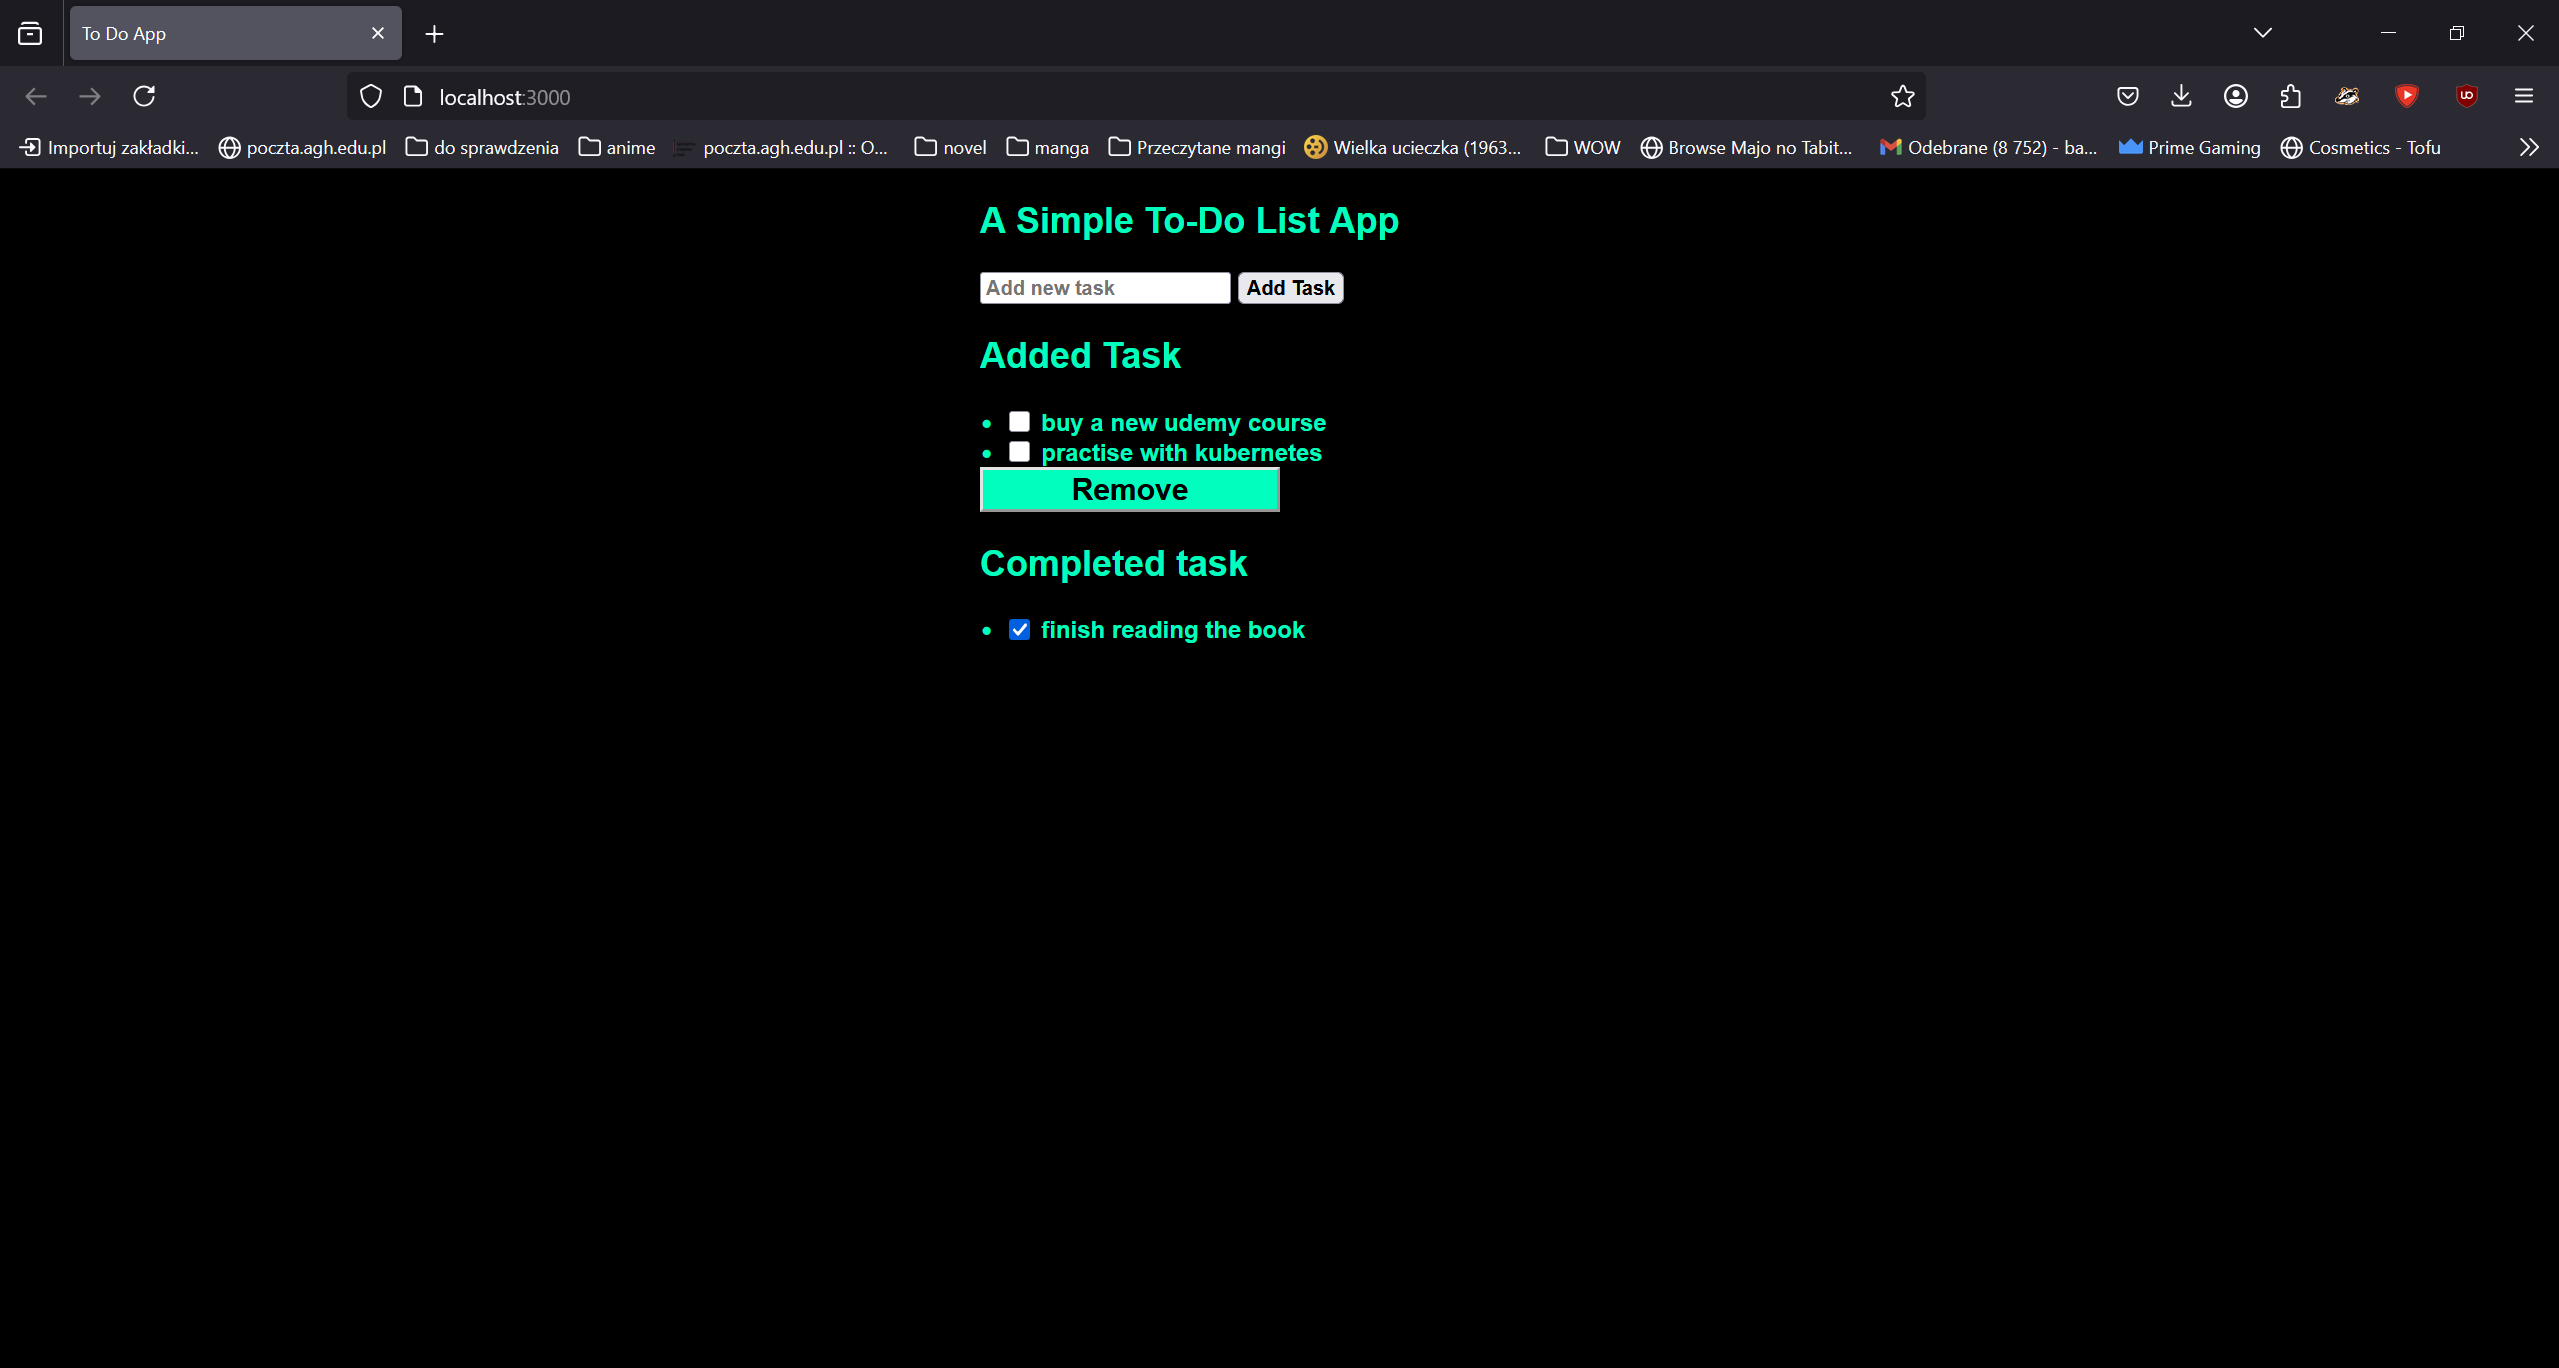 To Do App
localhost:3000
Importuj zakładki... poczta.agh.edu.pl do sprawdzenia anime poczta.agh.edu.pl :: O... novel manga Przeczytane mangi Wielka ucieczka (1963... WOW Browse Majo no Tabit... Odebrane (8 752) - ba... Prime Gaming Cosmetics - Tofu
A Simple To-Do List App
Add new task Add Task
Added Task
• buy a new udemy course
• practise with kubernetes
Remove
Completed task
• finish reading the book